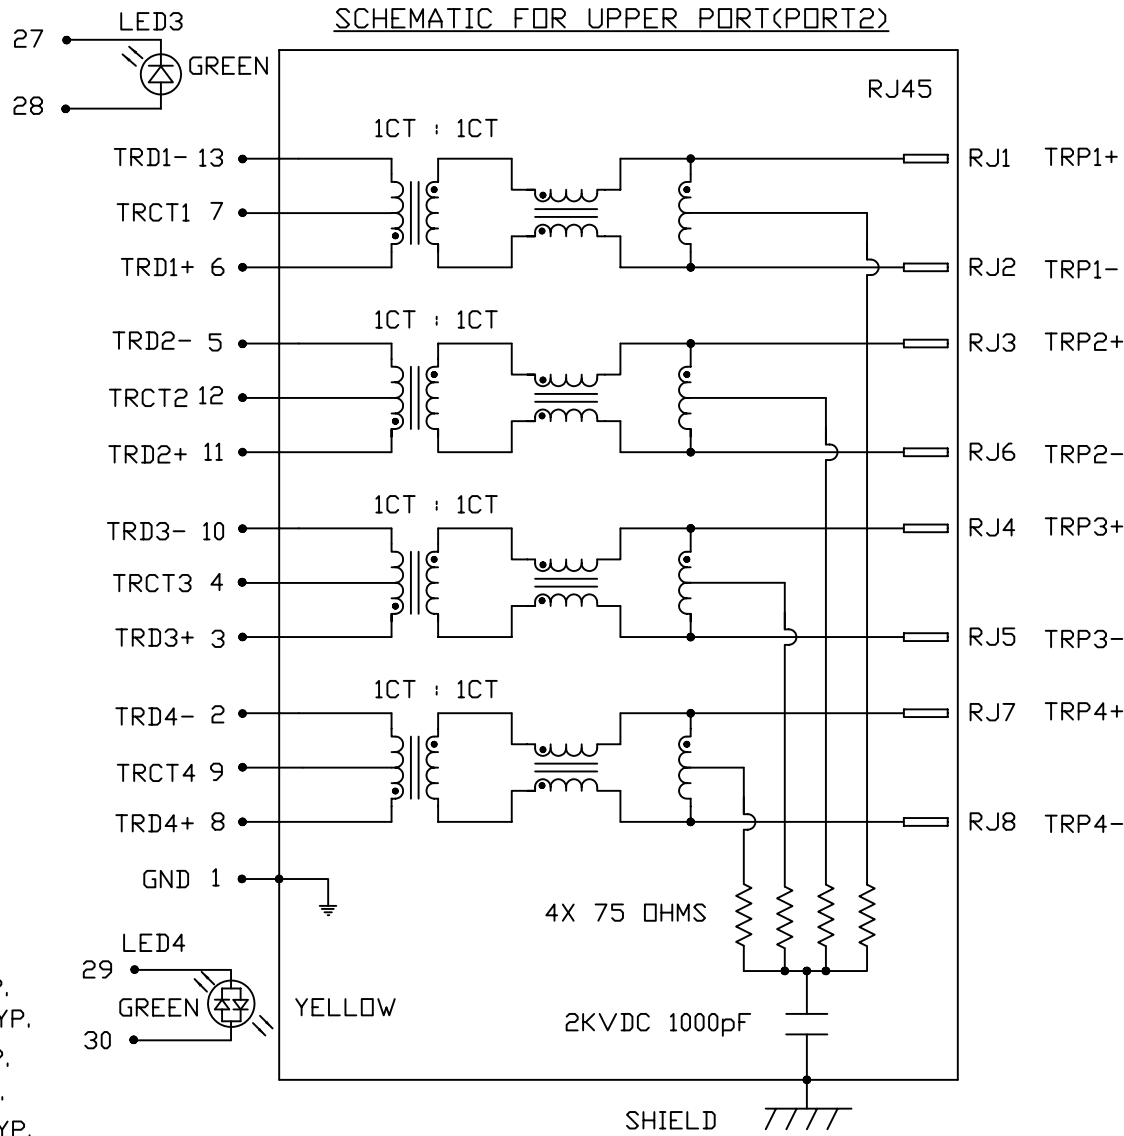 SCHEMATIC FOR UPPER PORT(PORT2)
LED3
27
GREEN
28
RJ45
1CT : 1CT
TRD1- 13
RJ1 TRP1+
TRCT1 7
TRD1+ 6
RJ2 TRP1-
1CT : 1CT
TRD2- 5
RJ3 TRP2+
TRCT2 12
TRD2+ 11
RJ6 TRP2-
1CT : 1CT
TRD3- 10
RJ4 TRP3+
TRCT3 4
TRD3+ 3
RJ5 TRP3-
1CT : 1CT
TRD4- 2
RJ7 TRP4+
TRCT4 9
TRD4+ 8
RJ8 TRP4-
GND 1
4X 75 OHMS
LED4
29
GREEN
YELLOW
30
2KVDC 1000pF
SHIELD